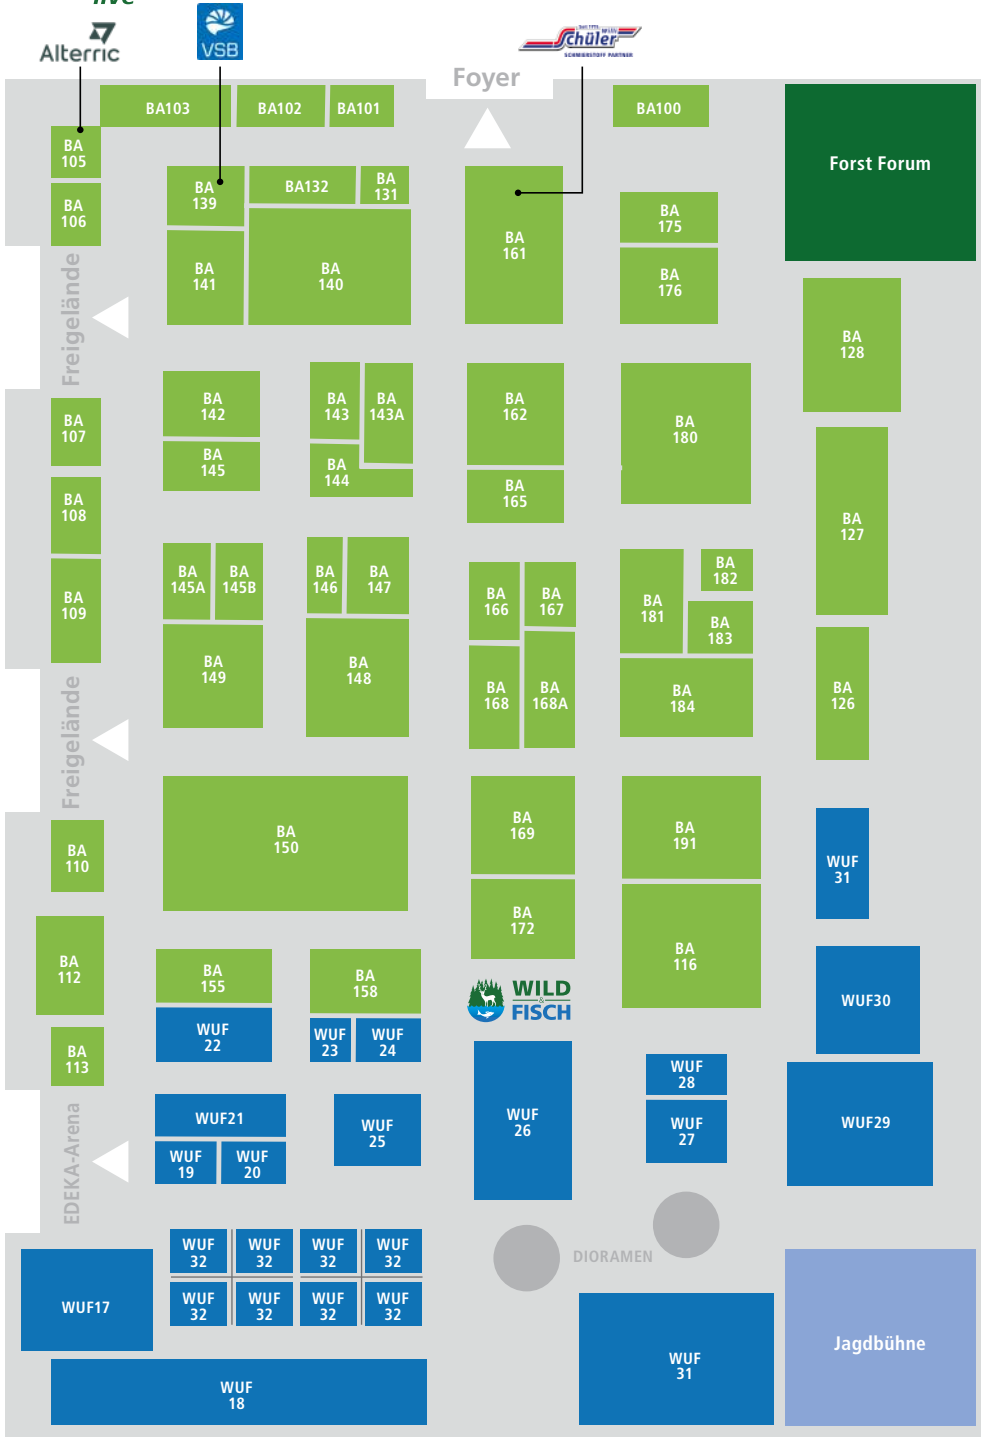 live
Alterric
VSB
Seit 1975 Willi
Schüler
SCHMIERSTOFF PARTNER
Foyer
BA103
BA102
BA101
BA100
BA
105
BA
106
BA
139
BA132
BA
131
BA
141
BA
140
BA
161
BA
175
BA
176
Forst Forum
Freigelände
BA
128
BA
107
BA
142
BA
143
BA
143A
BA
162
BA
180
BA
145
BA
144
BA
165
BA
127
BA
108
BA
109
BA
145A
BA
145B
BA
146
BA
147
BA
166
BA
167
BA
181
BA
182
BA
183
BA
149
BA
148
BA
168
BA
168A
BA
184
BA
126
Freigelände
BA
150
BA
169
BA
191
BA
110
WUF
31
BA
172
BA
116
BA
112
BA
155
BA
158
WUF30
WILD
&
FISCH
WUF
22
WUF
23
WUF
24
BA
113
WUF
26
WUF
28
WUF
27
WUF29
EDEKA-Arena
WUF21
WUF
25
WUF
19
WUF
20
DIORAMEN
WUF
32
WUF
32
WUF
32
WUF
32
WUF
32
WUF
32
WUF
32
WUF
32
WUF17
WUF
18
WUF
31
Jagdbühne